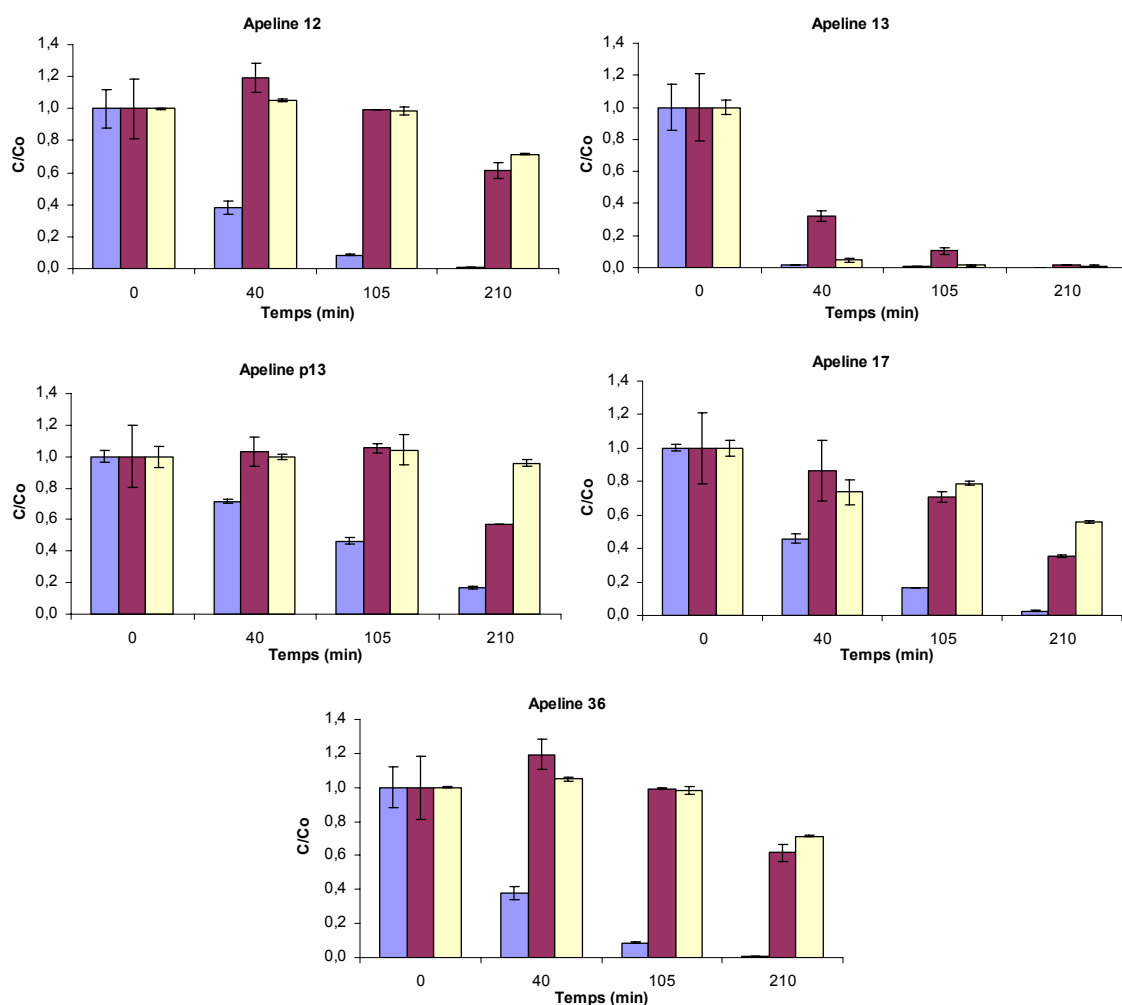 Apeline 12
1,4
1,2
1,0
0,8
0,6
0,4
0,2
0,0
C/Co
0 40 105 210
Temps (min)
Apeline 13
1,4
1,2
1,0
0,8
0,6
0,4
0,2
0,0
C/Co
0 40 105 210
Temps (min)
Apeline p13
1,4
1,2
1,0
0,8
0,6
0,4
0,2
0,0
C/Co
0 40 105 210
Temps (min)
Apeline 17
1,4
1,2
1,0
0,8
0,6
0,4
0,2
0,0
C/Co
0 40 105 210
Temps (min)
Apeline 36
1,4
1,2
1,0
0,8
0,6
0,4
0,2
0,0
C/Co
0 40 105 210
Temps (min)